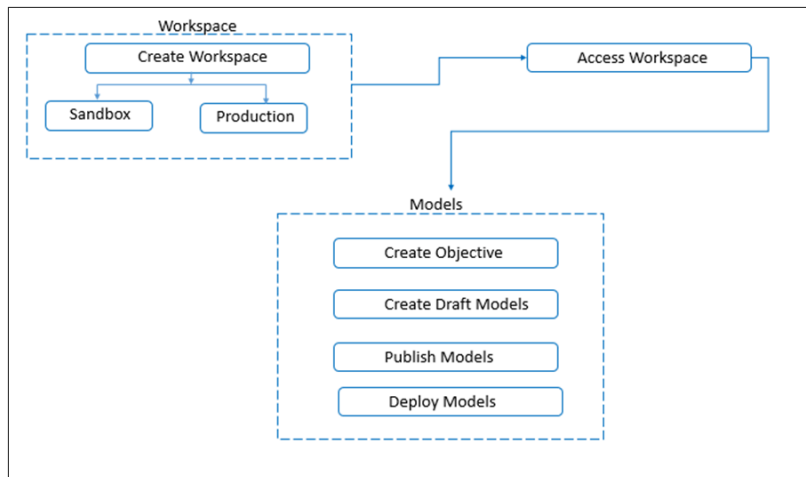 Workspace
Create Workspace
Access Workspace
Sandbox
Production
Models
Create Objective
Create Draft Models
Publish Models
Deploy Models